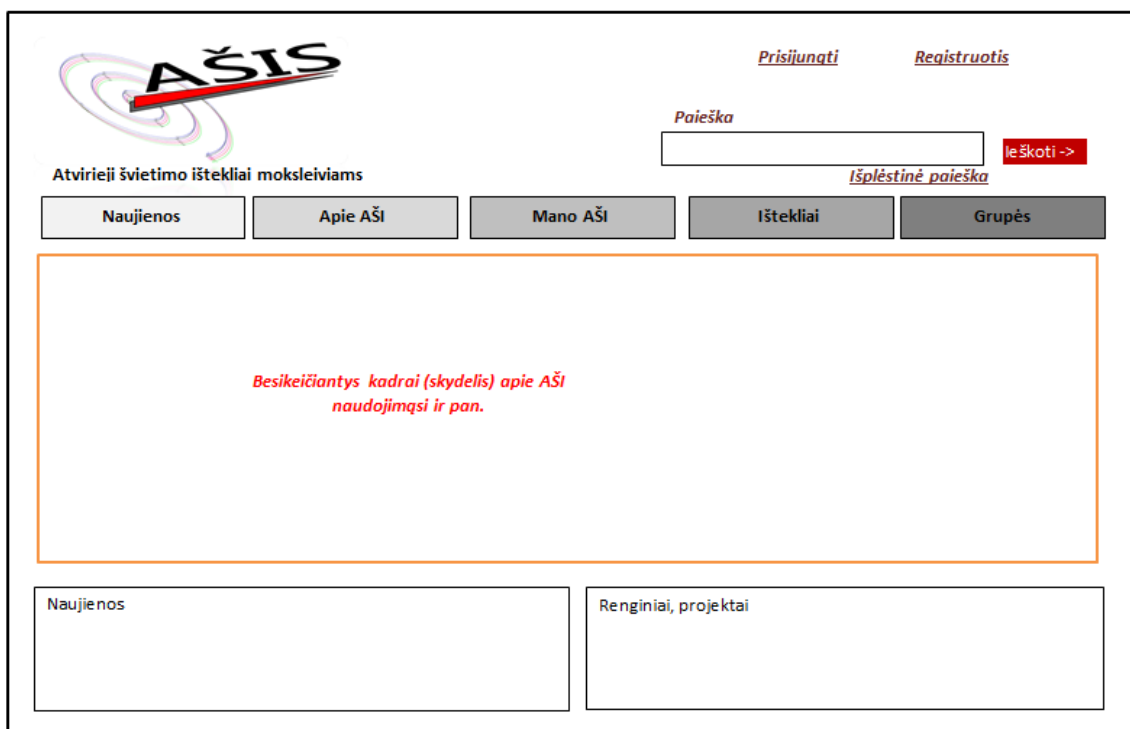 AŠIS
Prisijungti
Registruotis
Paieška
Ieškoti ->
Atvirieji švietimo ištekliai moksleiviams
Išplėstinė paieška
Naujienos
Apie AŠI
Mano AŠI
Ištekliai
Grupės
Besikeičiantys kadrai (skydelis) apie AŠI
naudojimąsi ir pan.
Naujienos
Renginiai, projektai